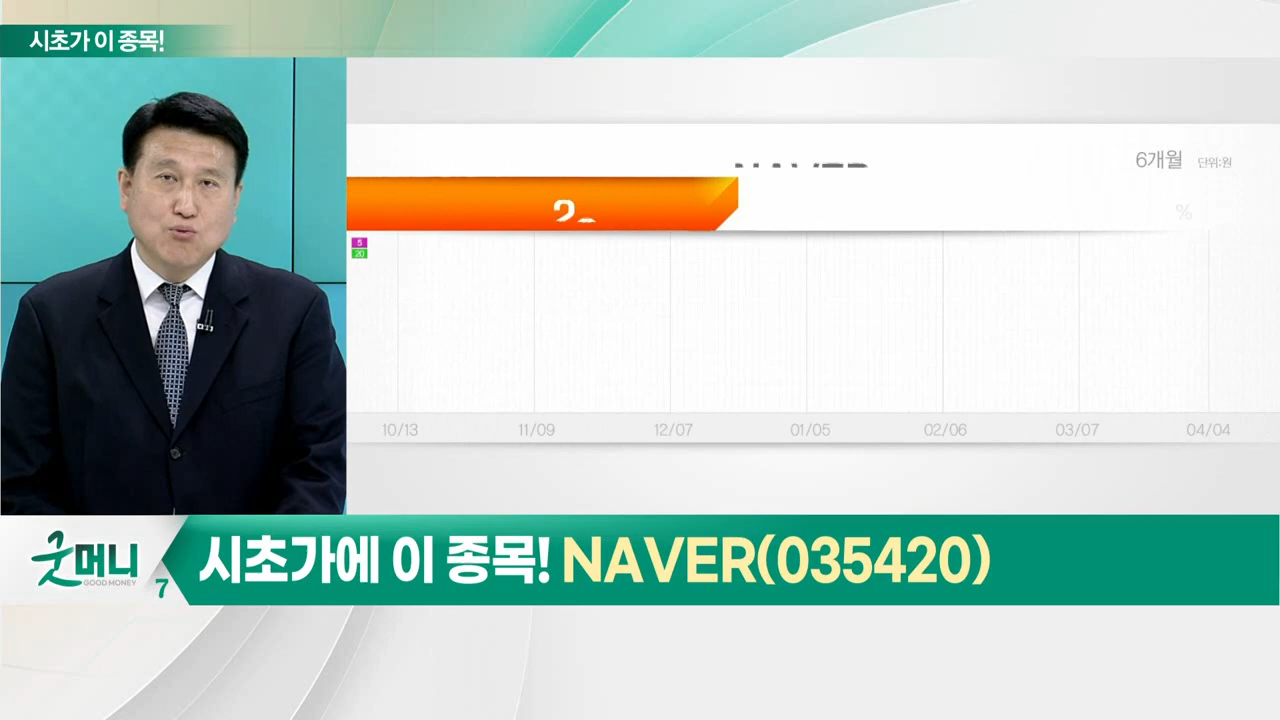 시초가 이 종목!
6개월 단위:원
%
5
20
10/13 11/09 12/07 01/05 02/06 03/07 04/04
굿머니
GOOD MONEY
7
시초가에 이 종목! NAVER(035420)